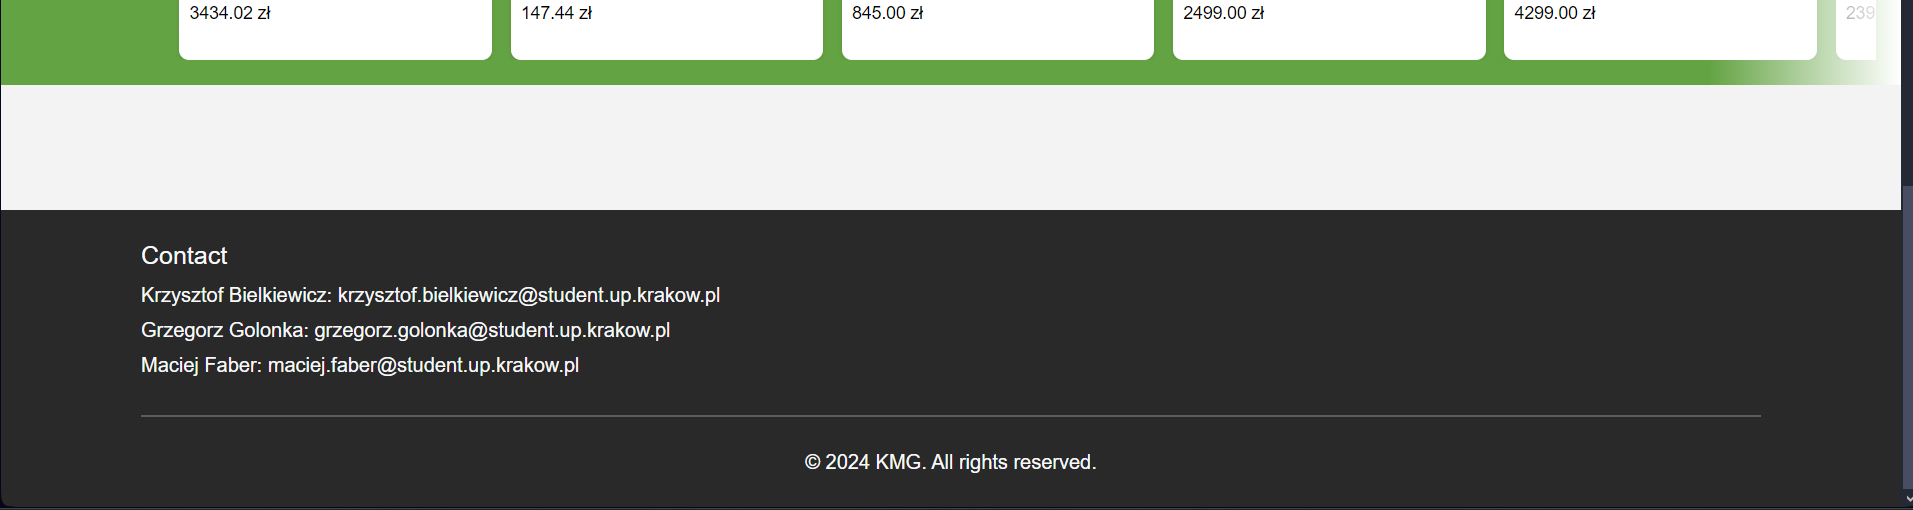 3434.02 zł 147.44 zł 845.00 zł 2499.00 zł 4299.00 zł 239
Contact
Krzysztof Bielkiewicz: krzysztof.bielkiewicz@student.up.krakow.pl
Grzegorz Golonka: grzegorz.golonka@student.up.krakow.pl
Maciej Faber: maciej.faber@student.up.krakow.pl
© 2024 KMG. All rights reserved.